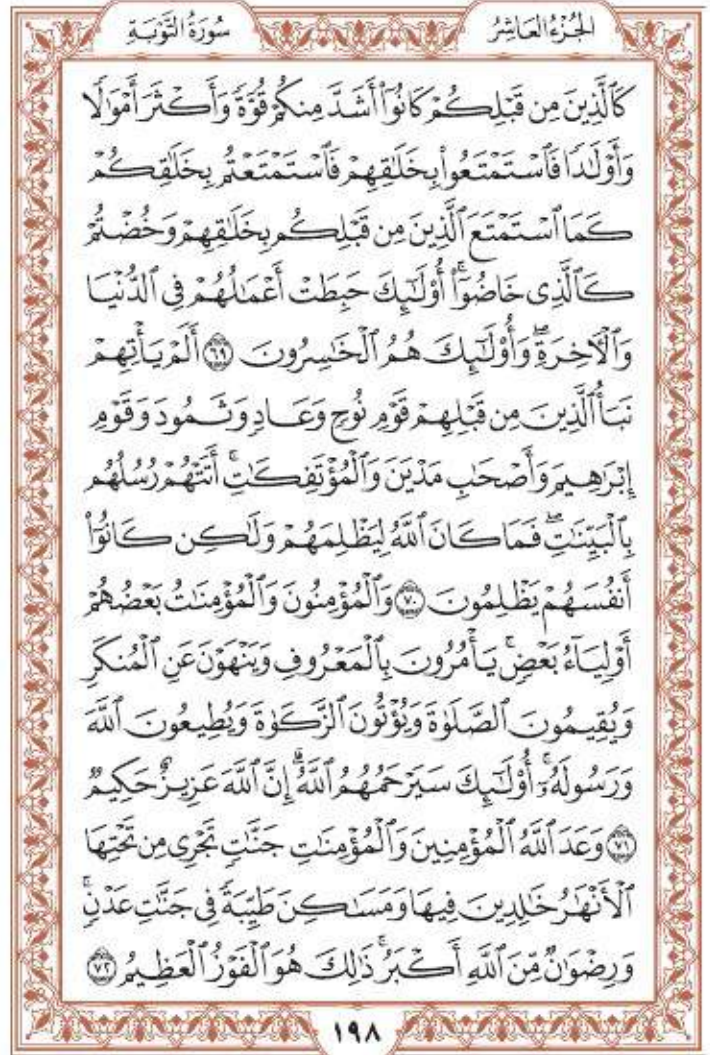 الجُزْءُ العَاشِرُ سُورَةُ التَّوْبَةِ
كَٱلَّذِينَ مِن قَبۡلِكُمۡ كَانُوٓاْ أَشَدَّ مِنكُمۡ قُوَّةٗ وَأَكۡثَرَ أَمۡوَٰلٗا
وَأَوۡلَٰدٗا فَٱسۡتَمۡتَعُواْ بِخَلَٰقِهِمۡ فَٱسۡتَمۡتَعۡتُم بِخَلَٰقِكُمۡ
كَمَا ٱسۡتَمۡتَعَ ٱلَّذِينَ مِن قَبۡلِكُم بِخَلَٰقِهِمۡ وَخُضۡتُمۡ
كَٱلَّذِي خَاضُوٓاْۚ أُوْلَٰٓئِكَ حَبِطَتۡ أَعۡمَٰلُهُمۡ فِي ٱلدُّنۡيَا
وَٱلۡأٓخِرَةِۖ وَأُوْلَٰٓئِكَ هُمُ ٱلۡخَٰسِرُونَ ٦٩ أَلَمۡ يَأۡتِهِمۡ
نَبَأُ ٱلَّذِينَ مِن قَبۡلِهِمۡ قَوۡمِ نُوحٖ وَعَادٖ وَثَمُودَ وَقَوۡمِ
إِبۡرَٰهِيمَ وَأَصۡحَٰبِ مَدۡيَنَ وَٱلۡمُؤۡتَفِكَٰتِۚ أَتَتۡهُمۡ رُسُلُهُم
بِٱلۡبَيِّنَٰتِۖ فَمَا كَانَ ٱللَّهُ لِيَظۡلِمَهُمۡ وَلَٰكِن كَانُوٓاْ
أَنفُسَهُمۡ يَظۡلِمُونَ ٧٠ وَٱلۡمُؤۡمِنُونَ وَٱلۡمُؤۡمِنَٰتُ بَعۡضُهُمۡ
أَوۡلِيَآءُ بَعۡضٖۚ يَأۡمُرُونَ بِٱلۡمَعۡرُوفِ وَيَنۡهَوۡنَ عَنِ ٱلۡمُنكَرِ
وَيُقِيمُونَ ٱلصَّلَوٰةَ وَيُؤۡتُونَ ٱلزَّكَوٰةَ وَيُطِيعُونَ ٱللَّهَ
وَرَسُولَهُۥٓۚ أُوْلَٰٓئِكَ سَيَرۡحَمُهُمُ ٱللَّهُۗ إِنَّ ٱللَّهَ عَزِيزٌ حَكِيمٞ
٧١ وَعَدَ ٱللَّهُ ٱلۡمُؤۡمِنِينَ وَٱلۡمُؤۡمِنَٰتِ جَنَّٰتٖ تَجۡرِي مِن تَحۡتِهَا
ٱلۡأَنۡهَٰرُ خَٰلِدِينَ فِيهَا وَمَسَٰكِنَ طَيِّبَةٗ فِي جَنَّٰتِ عَدۡنٖۚ
وَرِضۡوَٰنٞ مِّنَ ٱللَّهِ أَكۡبَرُۚ ذَٰلِكَ هُوَ ٱلۡفَوۡزُ ٱلۡعَظِيمُ ٧٢
١٩٨